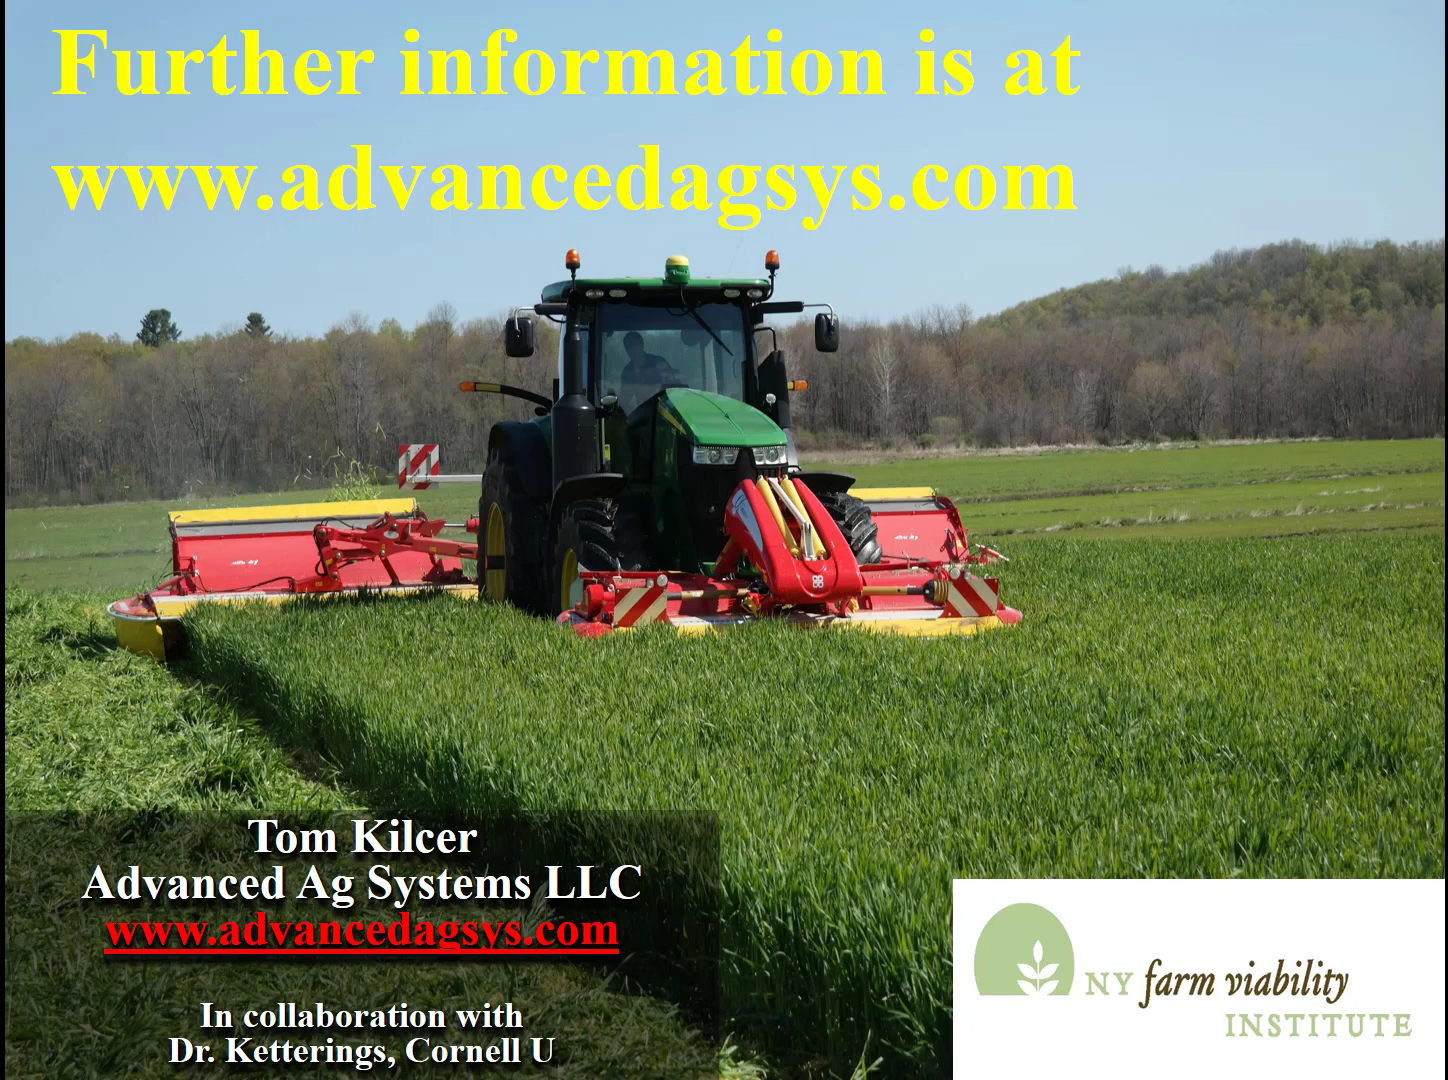 Further information is at
www.advancedagsys.com
Tom Kilcer
Advanced Ag Systems LLC
www.advancedagsys.com
In collaboration with
Dr. Ketterings, Cornell U
NY farm viability
INSTITUTE